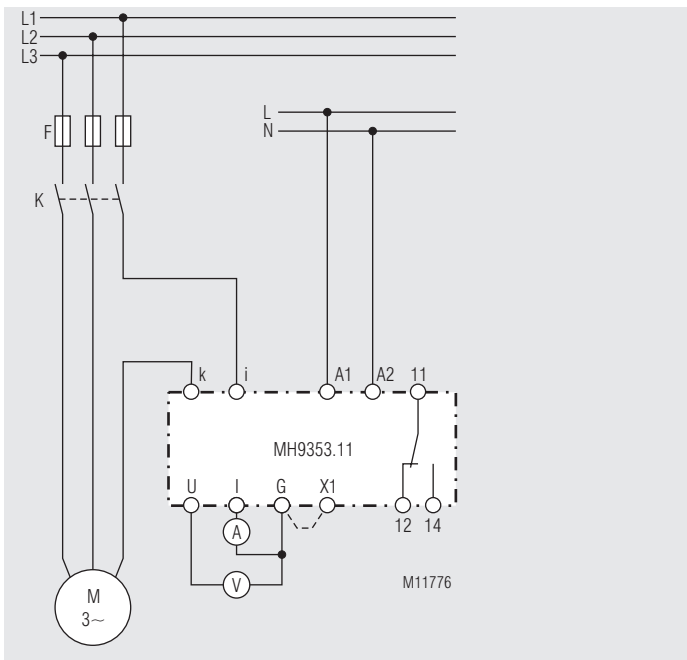 L1
L2
L3
L
N
F
K
k i A1 A2 11
MH9353.11
U I G X1
12 14
A
V
M11776
M
3~